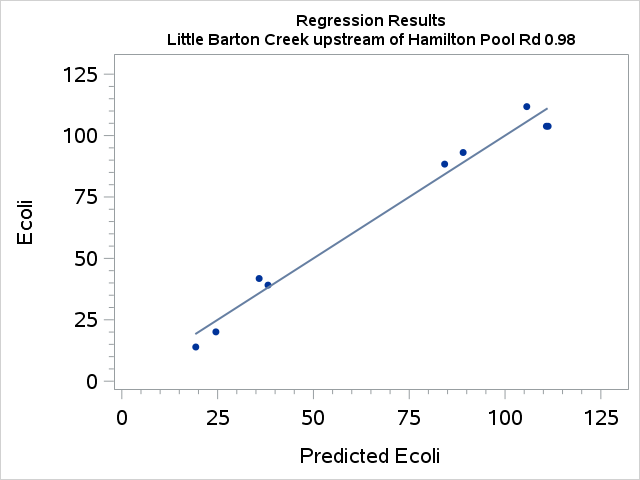 Regression Results
Little Barton Creek upstream of Hamilton Pool Rd 0.98
125
100
75
50
25
0
Ecoli
0 25 50 75 100 125
Predicted Ecoli